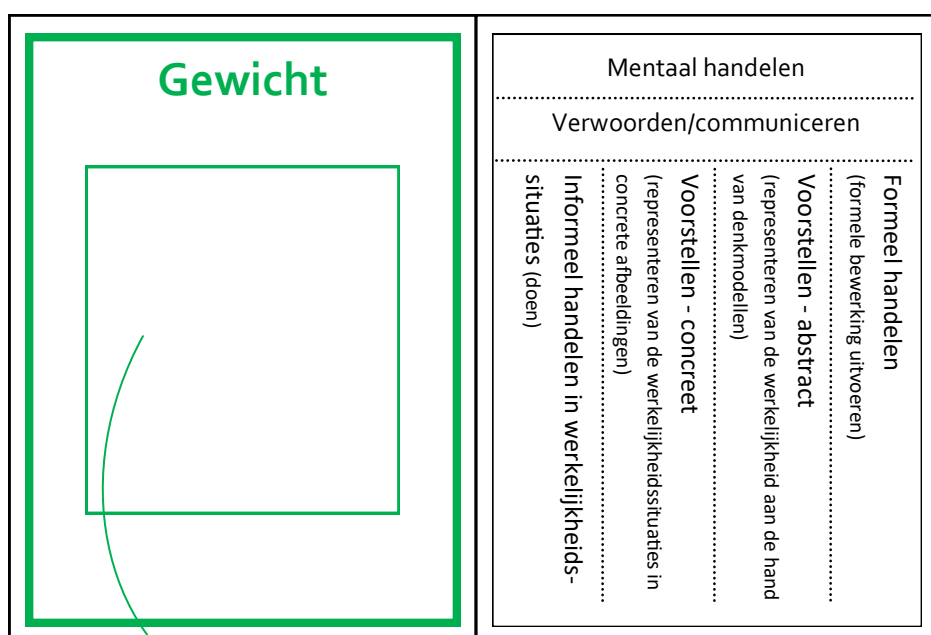 Gewicht
Mentaal handelen
Verwoorden/communiceren
Formeel handelen
(formele bewerking uitvoeren)
Voorstellen - abstract
(representeren van de werkelijkheid aan de hand
van denkmodellen)
Voorstellen - concreet
(representeren van de werkelijkheidssituaties in
concrete afbeeldingen)
Informeel handelen in werkelijkheids-
situaties (doen)